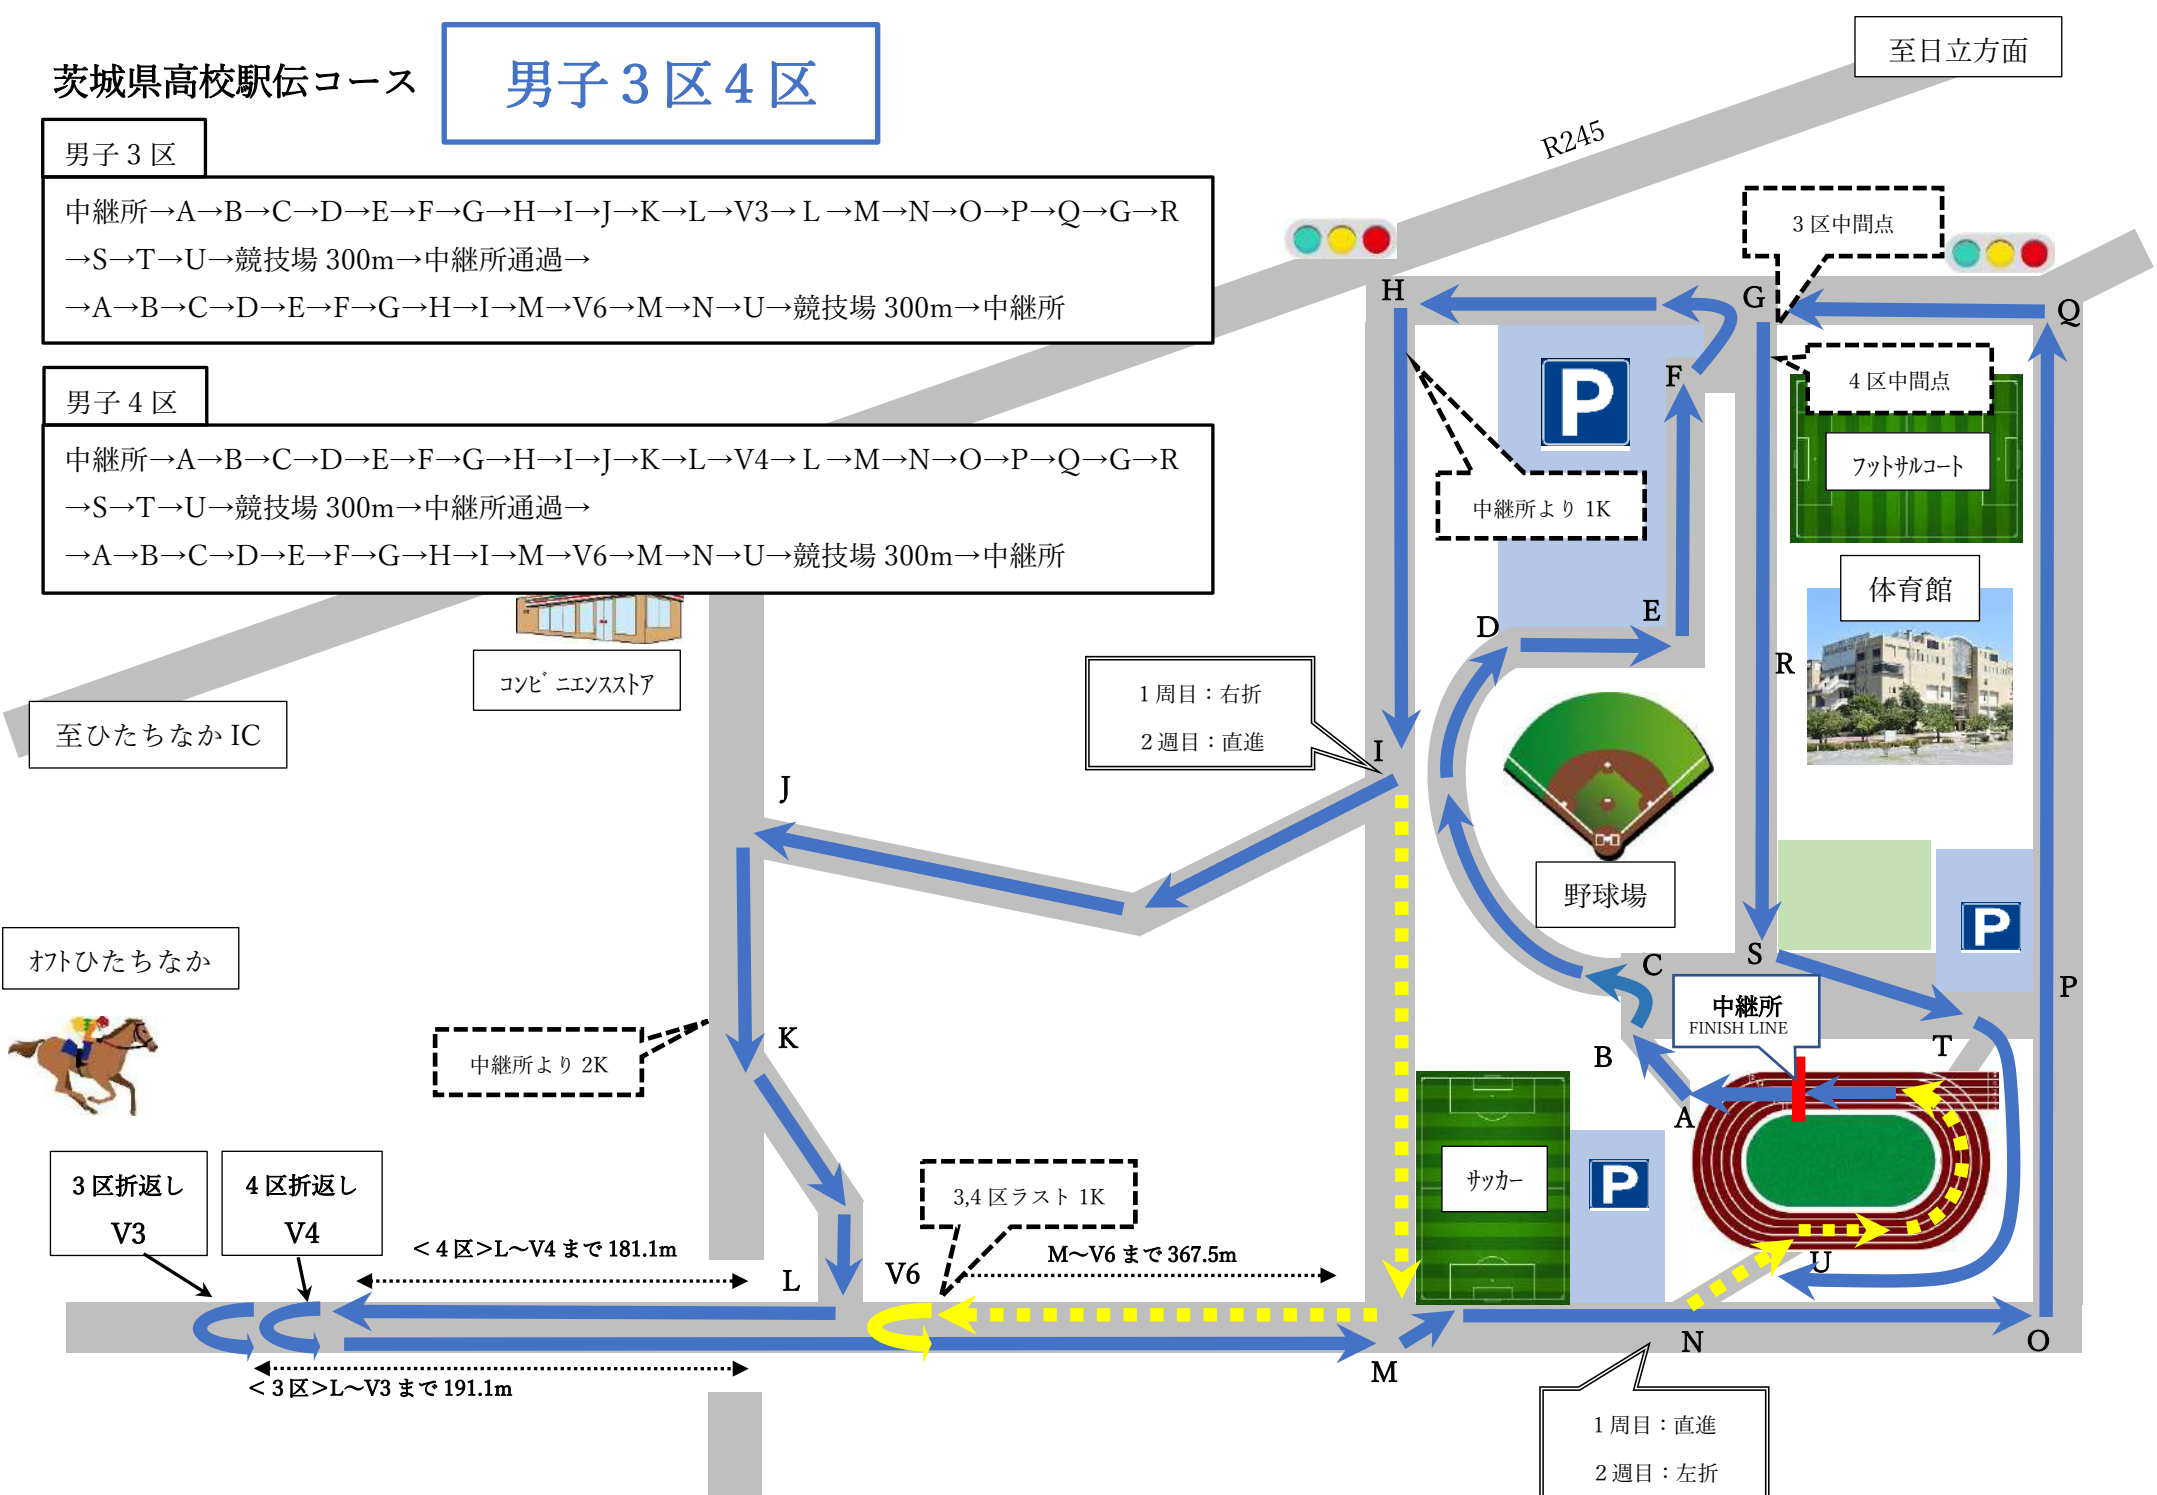 茨城県高校駅伝コース
男子３区４区
男子３区
中継所→A→B→C→D→E→F→G→H→I→J→K→L→V3→ L →M→N→O→P→Q→G→R
→S→T→U→競技場 300m→中継所通過→
→A→B→C→D→E→F→G→H→I→M→V6→M→N→U→競技場 300m→中継所
男子４区
中継所→A→B→C→D→E→F→G→H→I→J→K→L→V4→ L →M→N→O→P→Q→G→R
→S→T→U→競技場 300m→中継所通過→
→A→B→C→D→E→F→G→H→I→M→V6→M→N→U→競技場 300m→中継所
至日立方面
R245
３区中間点
H
G
Q
４区中間点
F
フットサルコート
中継所より 1K
体育館
D
E
R
コンビニエンスストア
至ひたちなか IC
１周目：右折
２週目：直進
I
J
野球場
オフトひたちなか
C
S
P
中継所
FINISH LINE
K
中継所より 2K
B
T
A
３区折返し
V3
４区折返し
V4
3,4 区ラスト 1K
サッカー
＜４区＞L～V4 まで 181.1m
L
V6
M～V6 まで 367.5m
U
＜３区＞L～V3 まで 191.1m
M
N
O
１周目：直進
２週目：左折
P
P
P